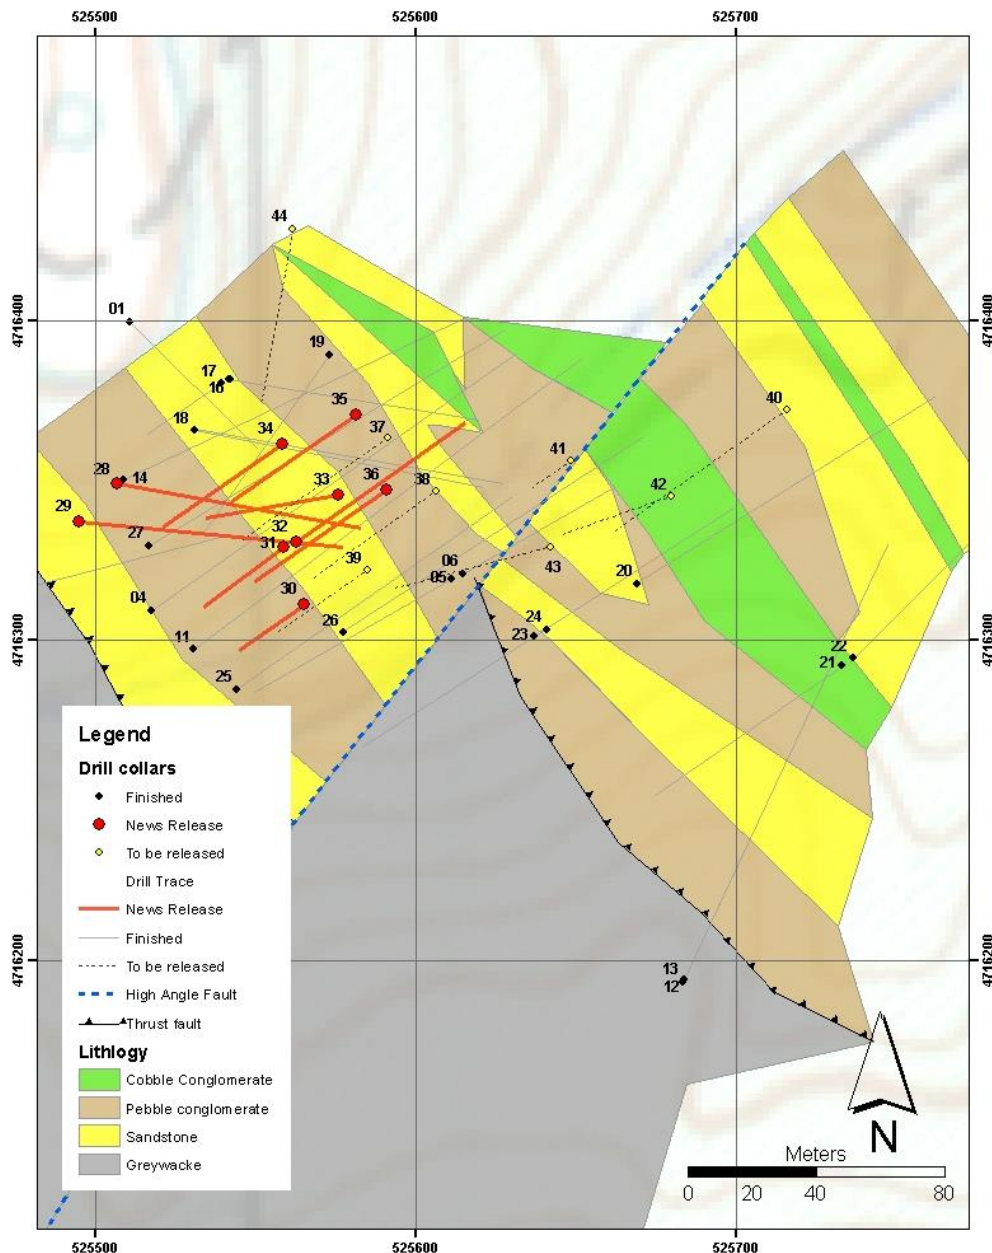 525500 525600 525700
44
01
4716400 4716400
19
17
16
40
35
18
34 37
41
28 14
36
33 38
42
29
32
27 31
39
06
43
05
20
30
04
26 24
4716300 4716300
11 23
22
21
25
Legend
Drill collars
Finished
News Release
To be released
Drill Trace
News Release
Finished
To be released
High Angle Fault
Thrust fault
Lithlogy
Cobble Conglomerate
Pebble conglomerate
Sandstone
Greywacke
4716200 4716200
13
12
N
Meters
0 20 40 80
525500 525600 525700